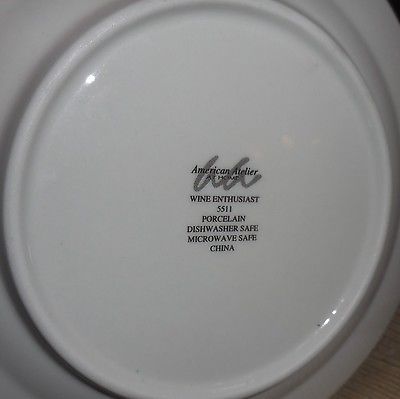 American Atelier
AT HOME
WINE ENTHUSIAST
5511
PORCELAIN
DISHWASHER SAFE
MICROWAVE SAFE
CHINA